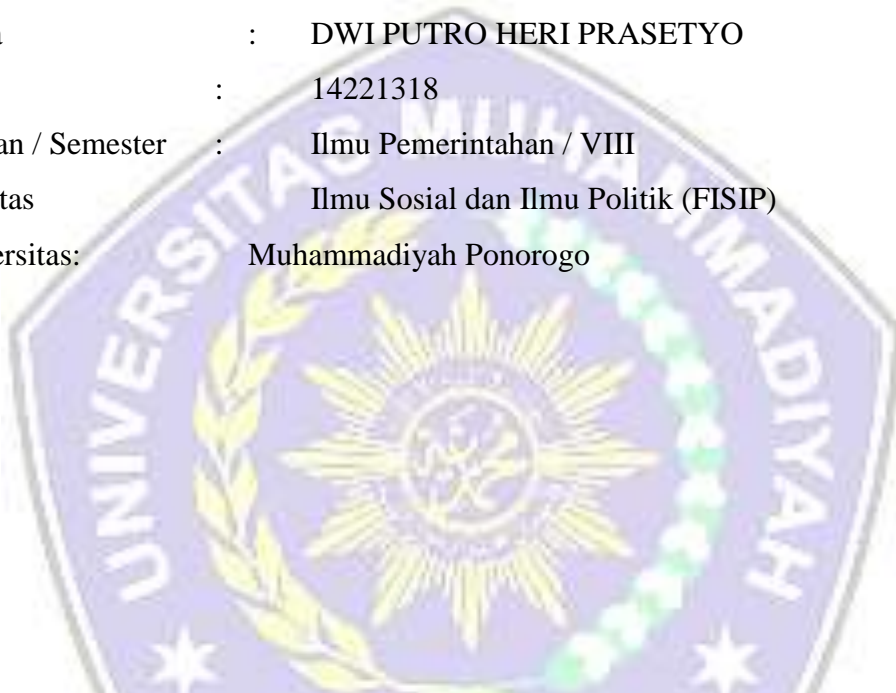 a : DWI PUTRO HERI PRASETYO
: 14221318
an / Semester : Ilmu Pemerintahan / VIII
tas Ilmu Sosial dan Ilmu Politik (FISIP)
ersitas: Muhammadiyah Ponorogo
UNIVERSITAS MUHAMMADIYAH